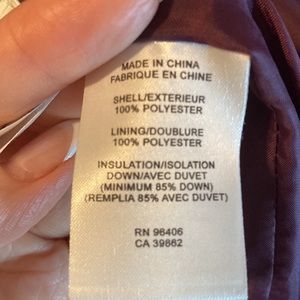 MADE IN CHINA
FABRIQUE EN CHINE
SHELL/EXTERIEUR
100% POLYESTER
LINING/DOUBLURE
100% POLYESTER
INSULATION/ISOLATION
DOWN/AVEC DUVET
(MINIMUM 85% DOWN)
(REMPLIA 85% AVEC DUVET)
RN 96406
CA 39862